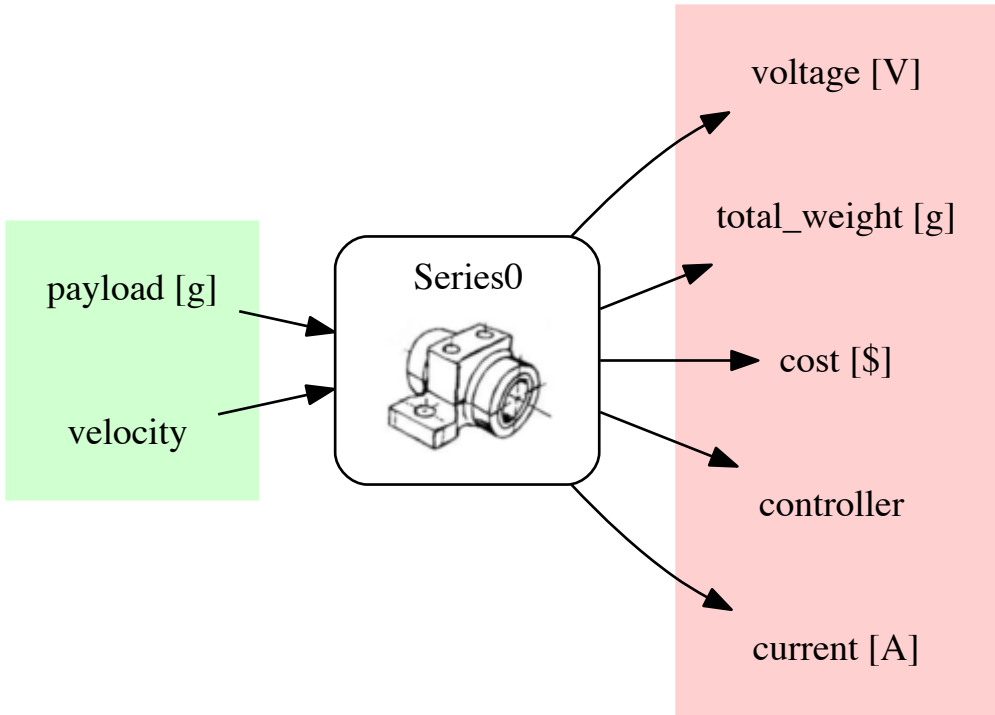 payload [g]
velocity
Series0
voltage [V]
total_weight [g]
cost [$]
controller
current [A]